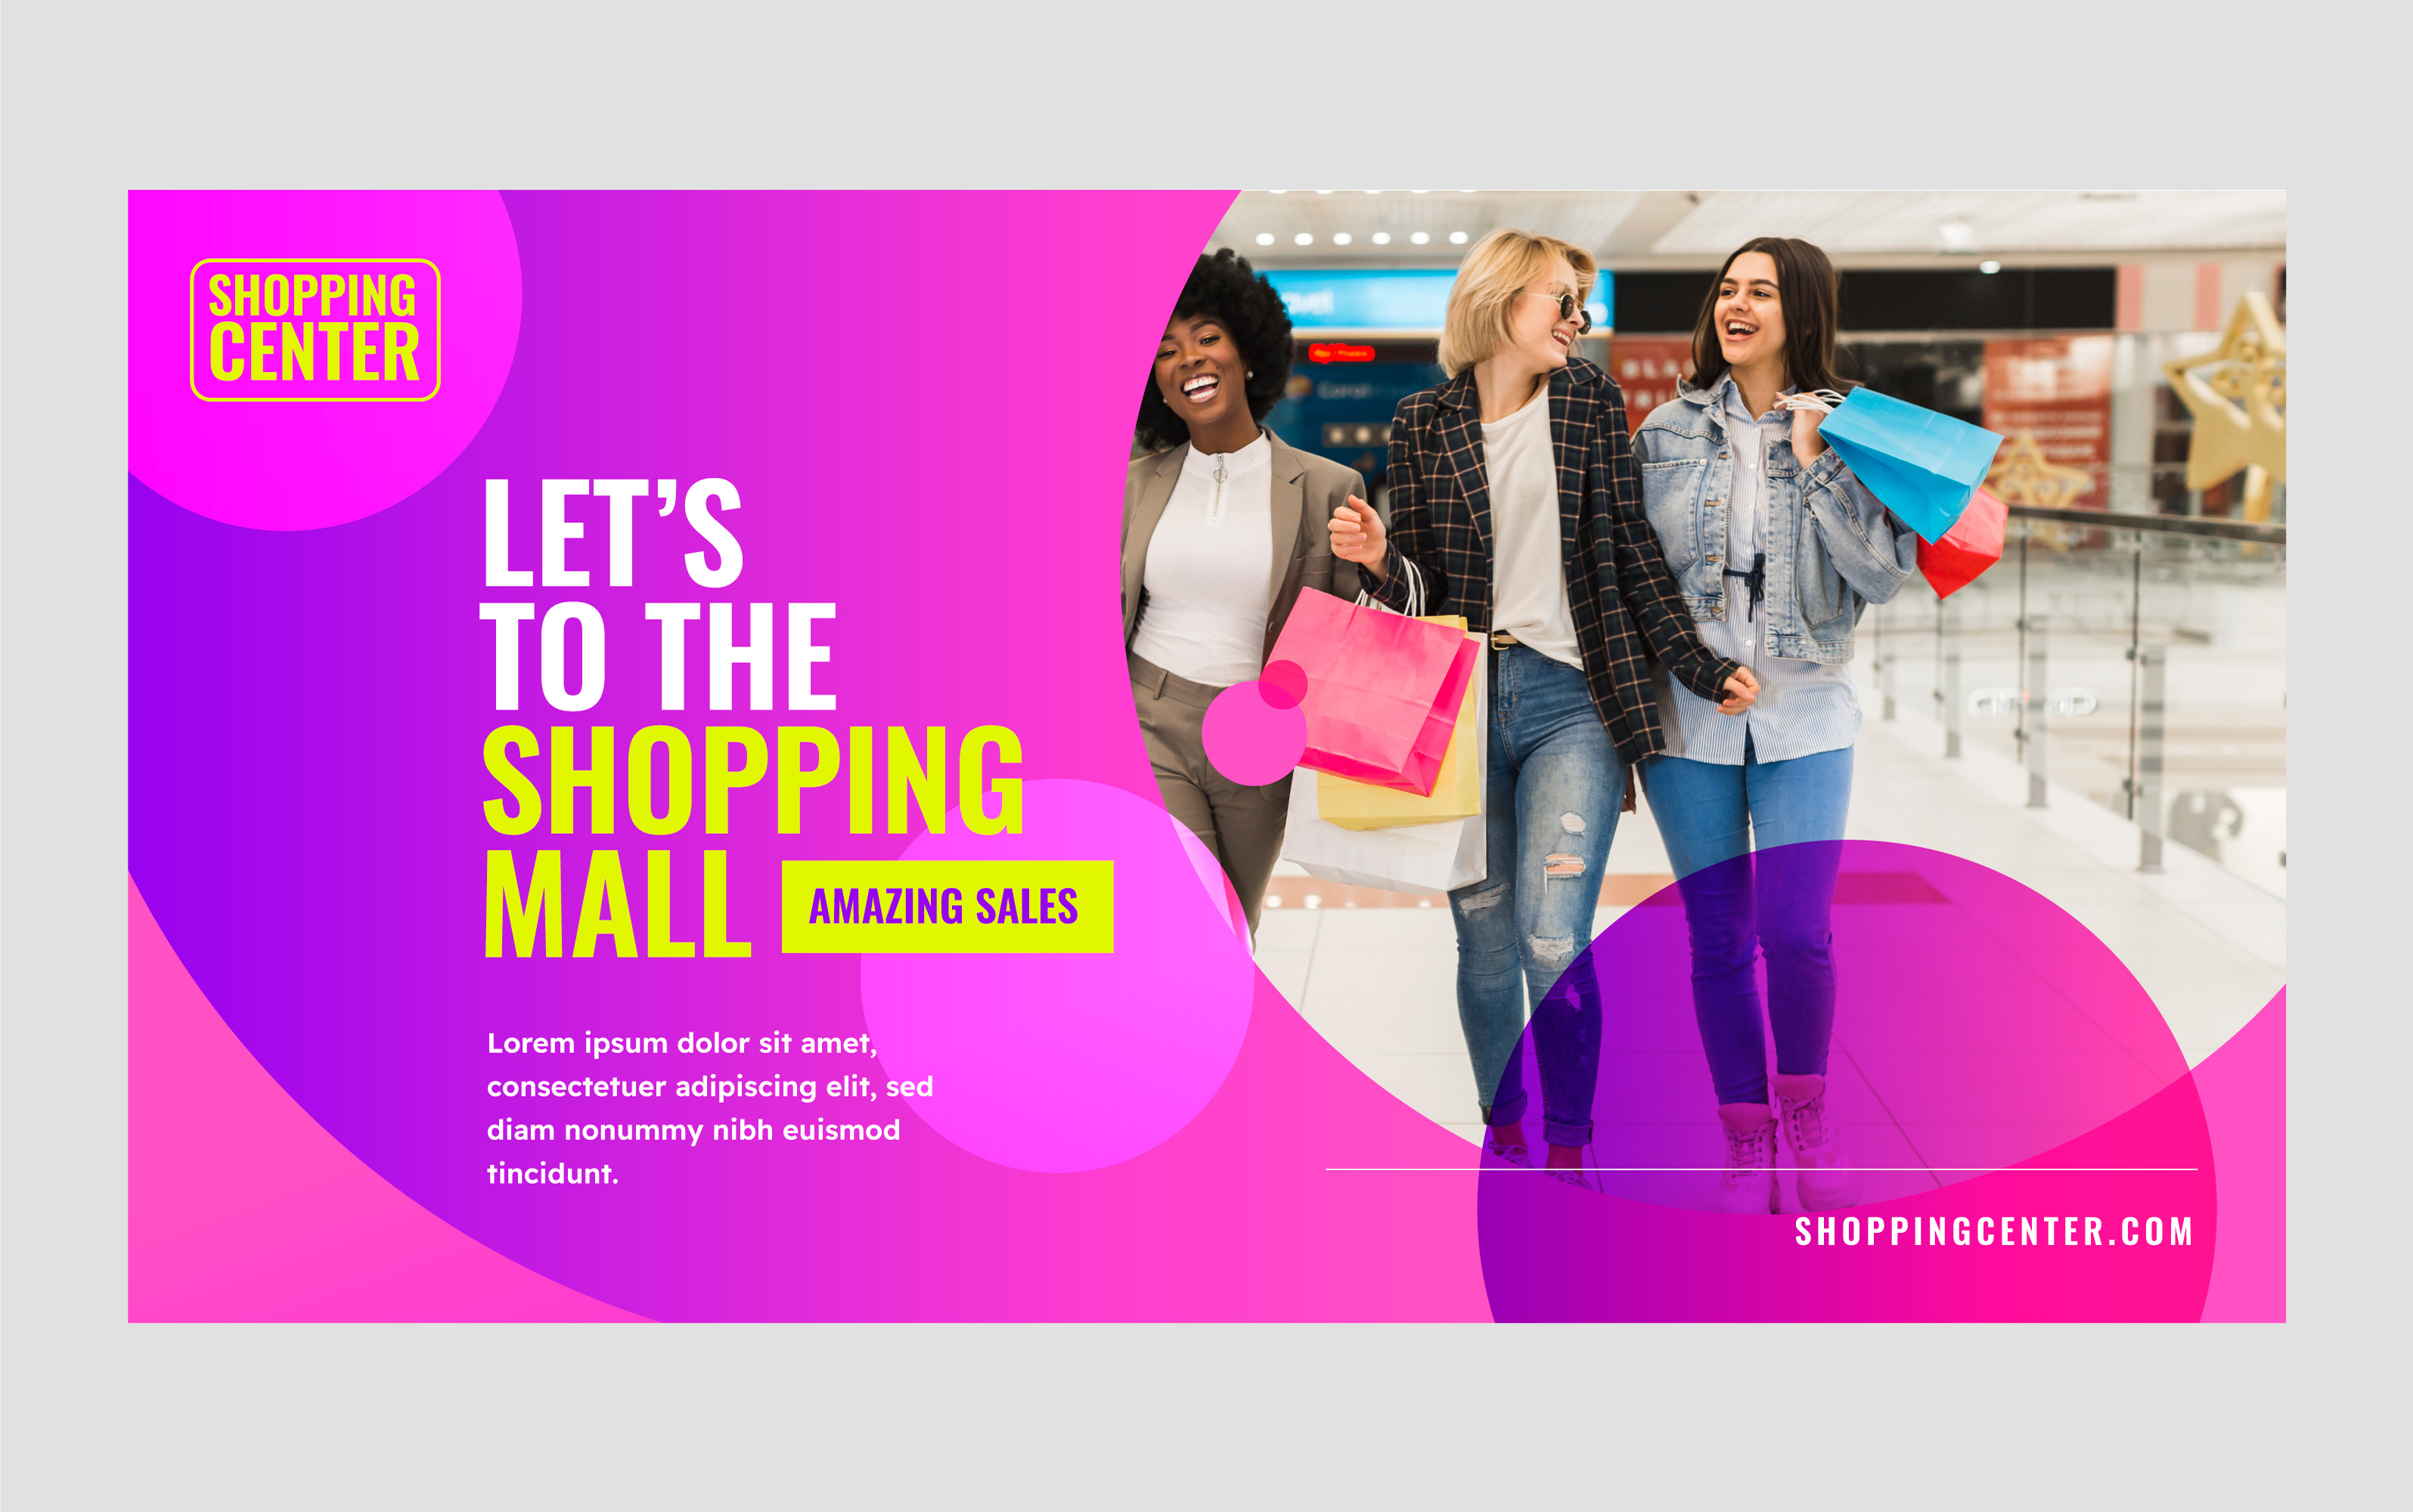 SHOPPING
CENTER
LET’S
TO THE
SHOPPING
MALL
AMAZING SALES
Lorem ipsum dolor sit amet,
consectetuer adipiscing elit, sed
diam nonummy nibh euismod
tincidunt.
SHOPPINGCENTER.COM